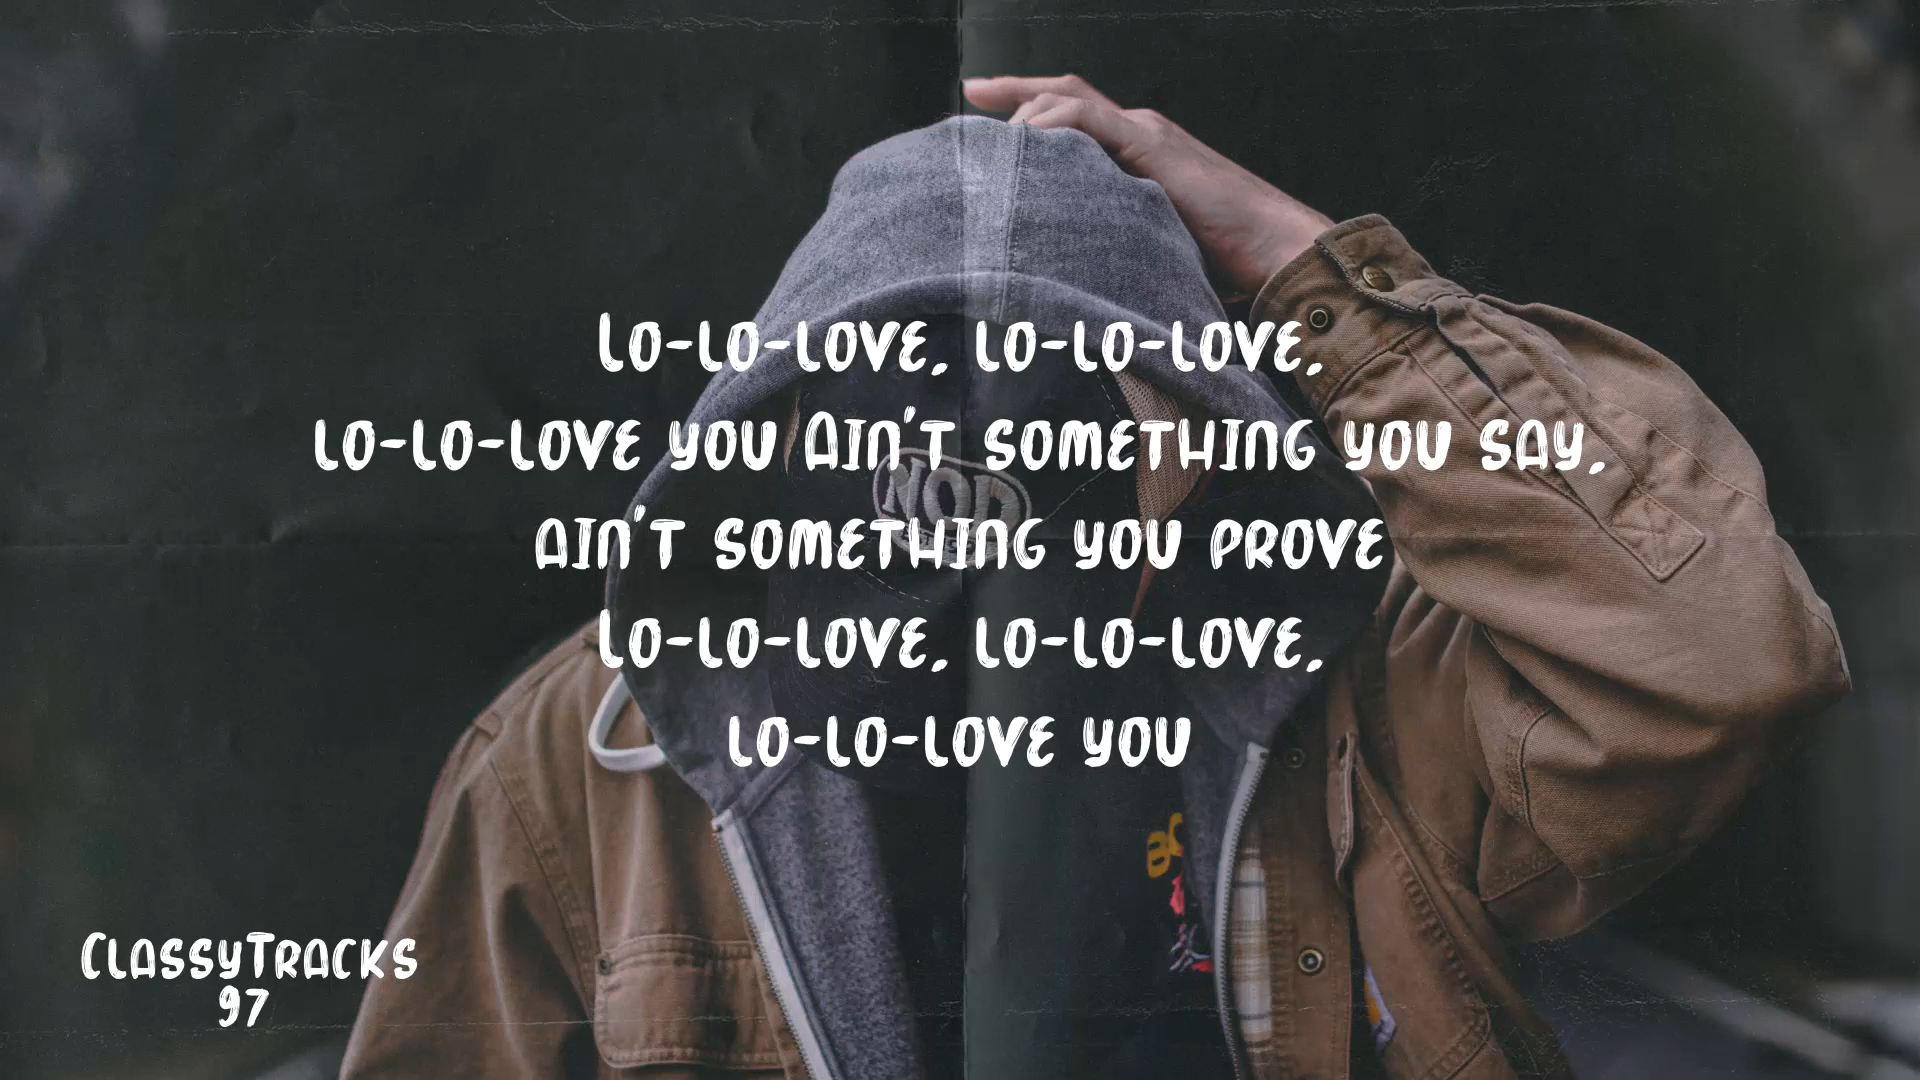 Lo-lo-love, lo-lo-love,
lo-lo-love you Ain't something you say,
ain't something you prove
Lo-lo-love, lo-lo-love,
lo-lo-love you
NOD
ClassyTracks
97